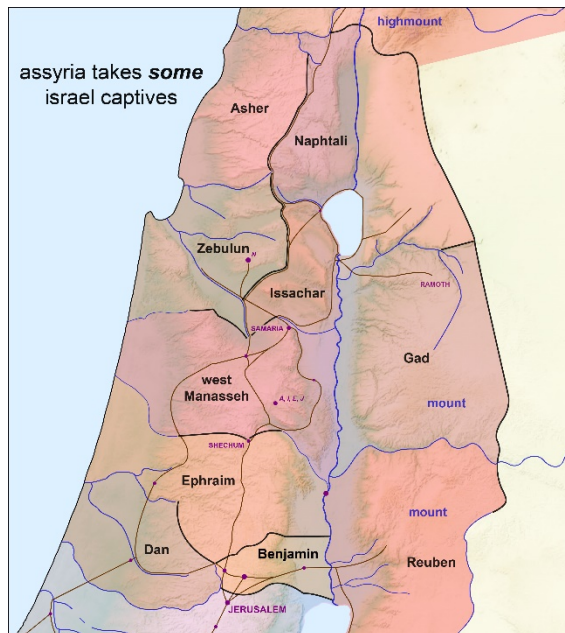 highmount
assyria takes some
israel captives
Asher
Naphtali
Zebulun
N
Issachar
RAMOTH
SAMARIA
Gad
west
Manasseh
A, I, E, J
mount
SHECHUM
Ephraim
mount
Dan
Benjamin
Reuben
JERUSALEM